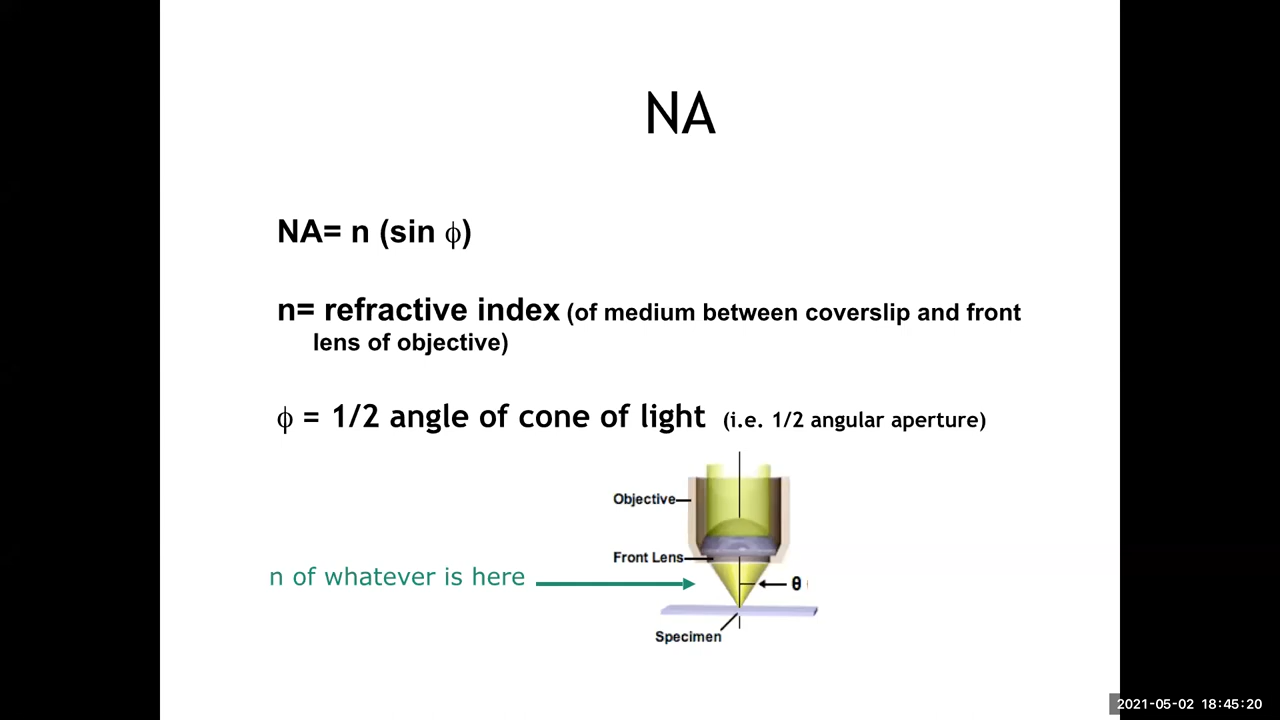 NA
NA= n (sin ϕ)
n= refractive index (of medium between coverslip and front
lens of objective)
ϕ = 1/2 angle of cone of light (i.e. 1/2 angular aperture)
Objective
Front Lens
n of whatever is here
θ
Specimen
2021-05-02 18:45:20